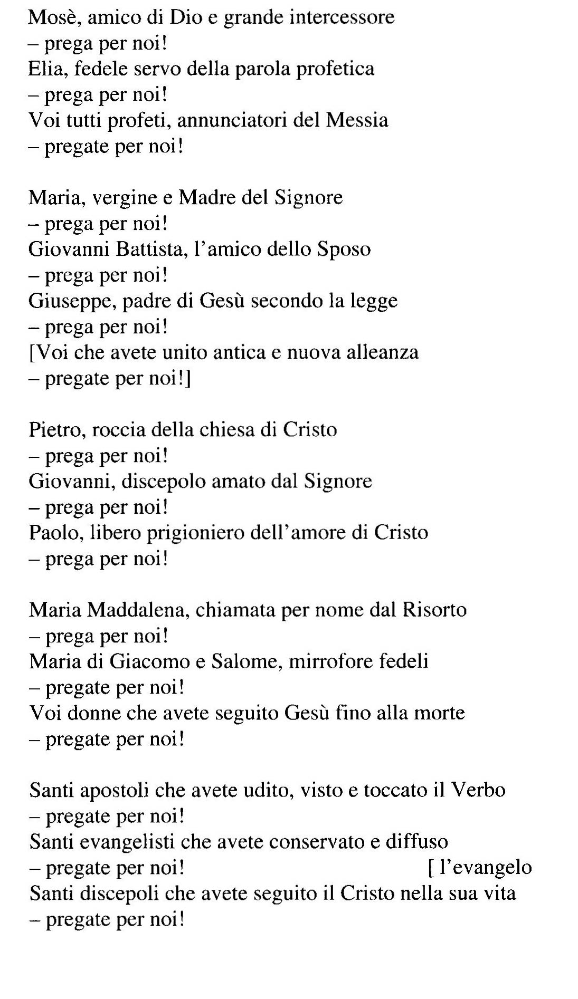 Mosè, amico di Dio e grande intercessore
– prega per noi!
Elia, fedele servo della parola profetica
– prega per noi!
Voi tutti profeti, annunciatori del Messia
– pregate per noi!
Maria, vergine e Madre del Signore
– prega per noi!
Giovanni Battista, l’amico dello Sposo
– prega per noi!
Giuseppe, padre di Gesù secondo la legge
– prega per noi!
[Voi che avete unito antica e nuova alleanza
– pregate per noi!]
Pietro, roccia della chiesa di Cristo
– prega per noi!
Giovanni, discepolo amato dal Signore
– prega per noi!
Paolo, libero prigioniero dell’amore di Cristo
– prega per noi!
Maria Maddalena, chiamata per nome dal Risorto
– prega per noi!
Maria di Giacomo e Salome, mirrofore fedeli
– pregate per noi!
Voi donne che avete seguito Gesù fino alla morte
– pregate per noi!
Santi apostoli che avete udito, visto e toccato il Verbo
– pregate per noi!
Santi evangelisti che avete conservato e diffuso
– pregate per noi! [ l’evangelo
Santi discepoli che avete seguito il Cristo nella sua vita
– pregate per noi!